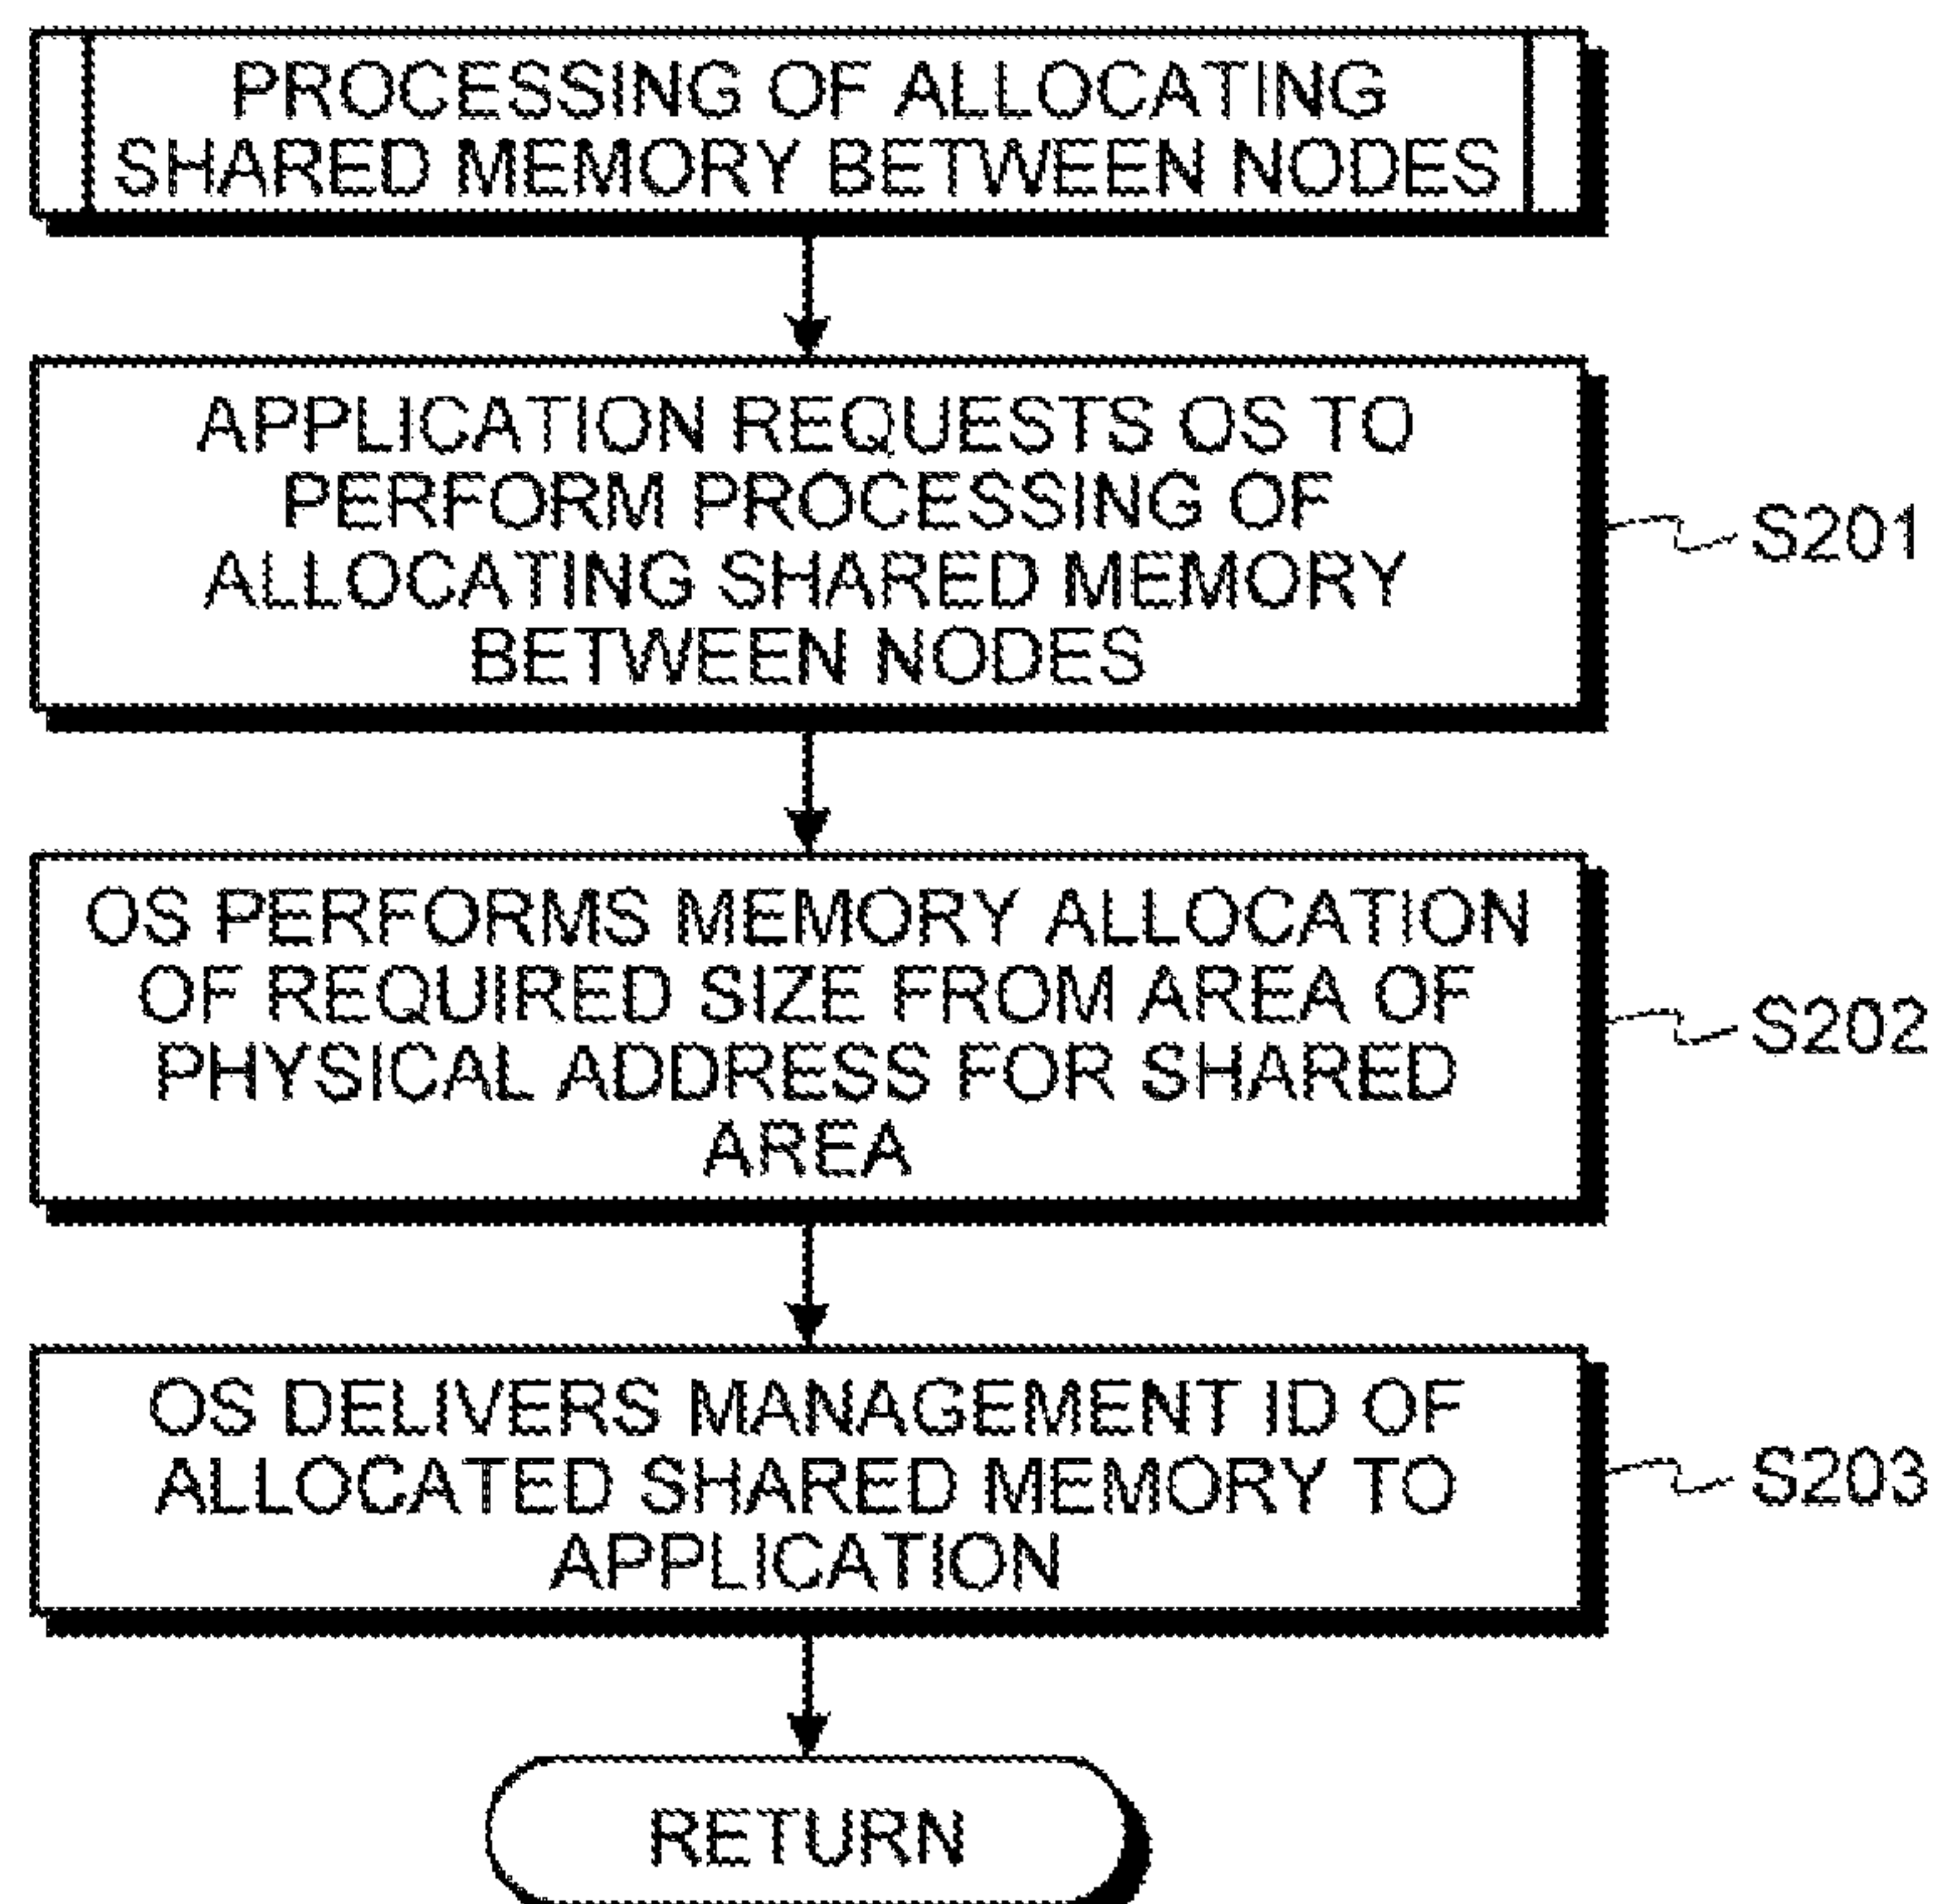 PROCESSING OF ALLOCATING
SHARED MEMORY BETWEEN NODES
APPLICATION REQUESTS OS TO
PERFORM PROCESSING OF
ALLOCATING SHARED MEMORY
BETWEEN NODES
S201
OS PERFORMS MEMORY ALLOCATION
OF REQUIRED SIZE FROM AREA OF
PHYSICAL ADDRESS FOR SHARED
AREA
S202
OS DELIVERS MANAGEMENT ID OF
ALLOCATED SHARED MEMORY TO
APPLICATION
S203
RETURN